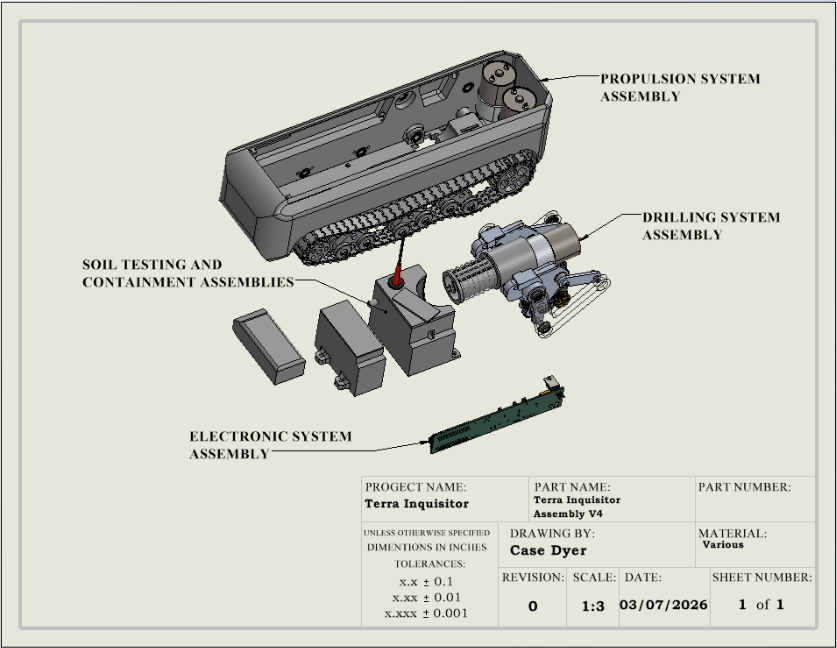 PROPULSION SYSTEM
ASSEMBLY
DRILLING SYSTEM
ASSEMBLY
SOIL TESTING AND
CONTAINMENT ASSEMBLIES
ELECTRONIC SYSTEM
ASSEMBLY
PROGECT NAME:
Terra Inquisitor
PART NAME:
Terra Inquisitor
Assembly V4
PART NUMBER:
UNLESS OTHERWISE SPECIFIED
DIMENTIONS IN INCHES
TOLERANCES:
x.x ± 0.1
x.xx ± 0.01
x.xxx ± 0.001
DRAWING BY:
Case Dyer
MATERIAL:
Various
REVISION:
0
SCALE:
1:3
DATE:
03/07/2026
SHEET NUMBER:
1 of 1